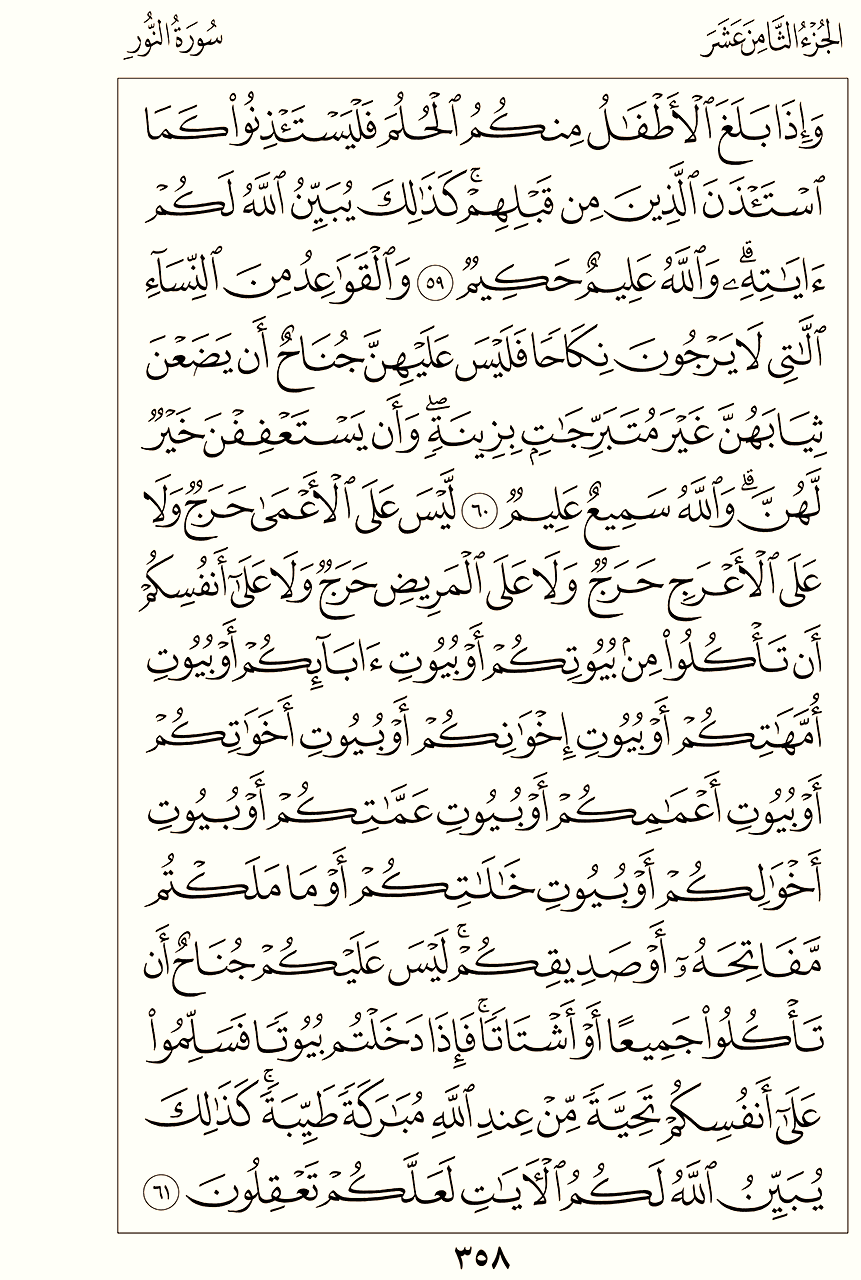 الجُزْءُ الثَّامِنَ عَشَرَ
سُورَةُ النُّورِ
وَإِذَا بَلَغَ ٱلْأَطْفَٰلُ مِنكُمُ ٱلْحُلُمَ فَلْيَسْتَـْٔذِنُوا۟ كَمَا
ٱسْتَـْٔذَنَ ٱلَّذِينَ مِن قَبْلِهِمْ ۚ كَذَٰلِكَ يُبَيِّنُ ٱللَّهُ لَكُمْ
ءَايَٰتِهِۦ ۗ وَٱللَّهُ عَلِيمٌ حَكِيمٌ ٥٩ وَٱلْقَوَٰعِدُ مِنَ ٱلنِّسَآءِ
ٱلَّٰتِى لَا يَرْجُونَ نِكَاحًا فَلَيْسَ عَلَيْهِنَّ جُنَاحٌ أَن يَضَعْنَ
ثِيَابَهُنَّ غَيْرَ مُتَبَرِّجَٰتٍۭ بِزِينَةٍ ۖ وَأَن يَسْتَعْفِفْنَ خَيْرٌ
لَّهُنَّ ۗ وَٱللَّهُ سَمِيعٌ عَلِيمٌ ٦٠ لَّيْسَ عَلَى ٱلْأَعْمَىٰ حَرَجٌ وَلَا
عَلَى ٱلْأَعْرَجِ حَرَجٌ وَلَا عَلَى ٱلْمَرِيضِ حَرَجٌ وَلَا عَلَىٰٓ أَنفُسِكُمْ
أَن تَأْكُلُوا۟ مِنۢ بُيُوتِكُمْ أَوْ بُيُوتِ ءَابَآئِكُمْ أَوْ بُيُوتِ
أُمَّهَٰتِكُمْ أَوْ بُيُوتِ إِخْوَٰنِكُمْ أَوْ بُيُوتِ أَخَوَٰتِكُمْ
أَوْ بُيُوتِ أَعْمَٰمِكُمْ أَوْ بُيُوتِ عَمَّٰتِكُمْ أَوْ بُيُوتِ
أَخْوَٰلِكُمْ أَوْ بُيُوتِ خَٰلَٰتِكُمْ أَوْ مَا مَلَكْتُم
مَّفَاتِحَهُۥٓ أَوْ صَدِيقِكُمْ ۚ لَيْسَ عَلَيْكُمْ جُنَاحٌ أَن
تَأْكُلُوا۟ جَمِيعًا أَوْ أَشْتَاتًا ۚ فَإِذَا دَخَلْتُم بُيُوتًا فَسَلِّمُوا۟
عَلَىٰٓ أَنفُسِكُمْ تَحِيَّةً مِّنْ عِندِ ٱللَّهِ مُبَٰرَكَةً طَيِّبَةً ۚ كَذَٰلِكَ
يُبَيِّنُ ٱللَّهُ لَكُمُ ٱلْءَايَٰتِ لَعَلَّكُمْ تَعْقِلُونَ ٦١
٣٥٨